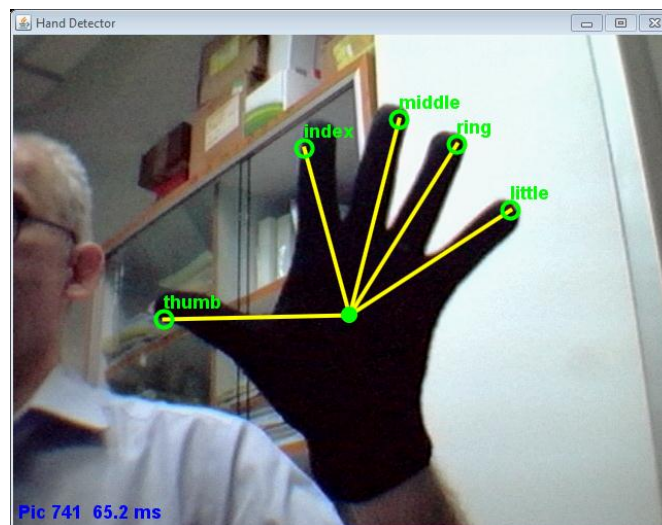 Hand Detector
middle
ring
index
little
thumb
Pic 741 65.2 ms